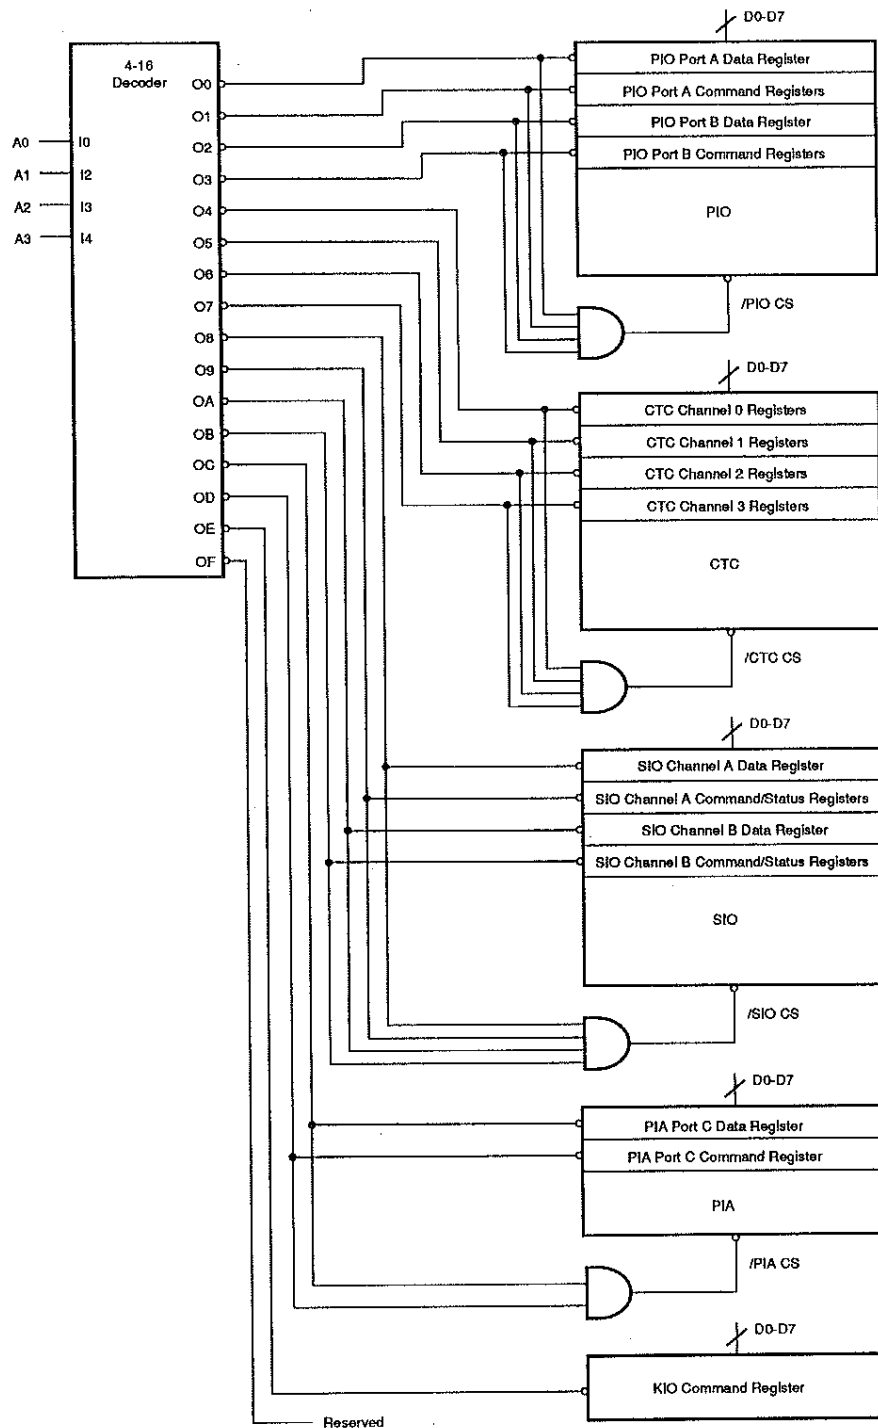 4-16
Decoder
A0
A1
A2
A3
I0
I2
I3
I4
O0
O1
O2
O3
O4
O5
O6
O7
O8
O9
OA
OB
OC
OD
OE
OF
D0-D7
PIO Port A Data Register
PIO Port A Command Registers
PIO Port B Data Register
PIO Port B Command Registers
PIO
/PIO CS
D0-D7
CTC Channel 0 Registers
CTC Channel 1 Registers
CTC Channel 2 Registers
CTC Channel 3 Registers
CTC
/CTC CS
D0-D7
SIO Channel A Data Register
SIO Channel A Command/Status Registers
SIO Channel B Data Register
SIO Channel B Command/Status Registers
SIO
/SIO CS
D0-D7
PIA Port C Data Register
PIA Port C Command Register
PIA
/PIA CS
D0-D7
KIO Command Register
Reserved